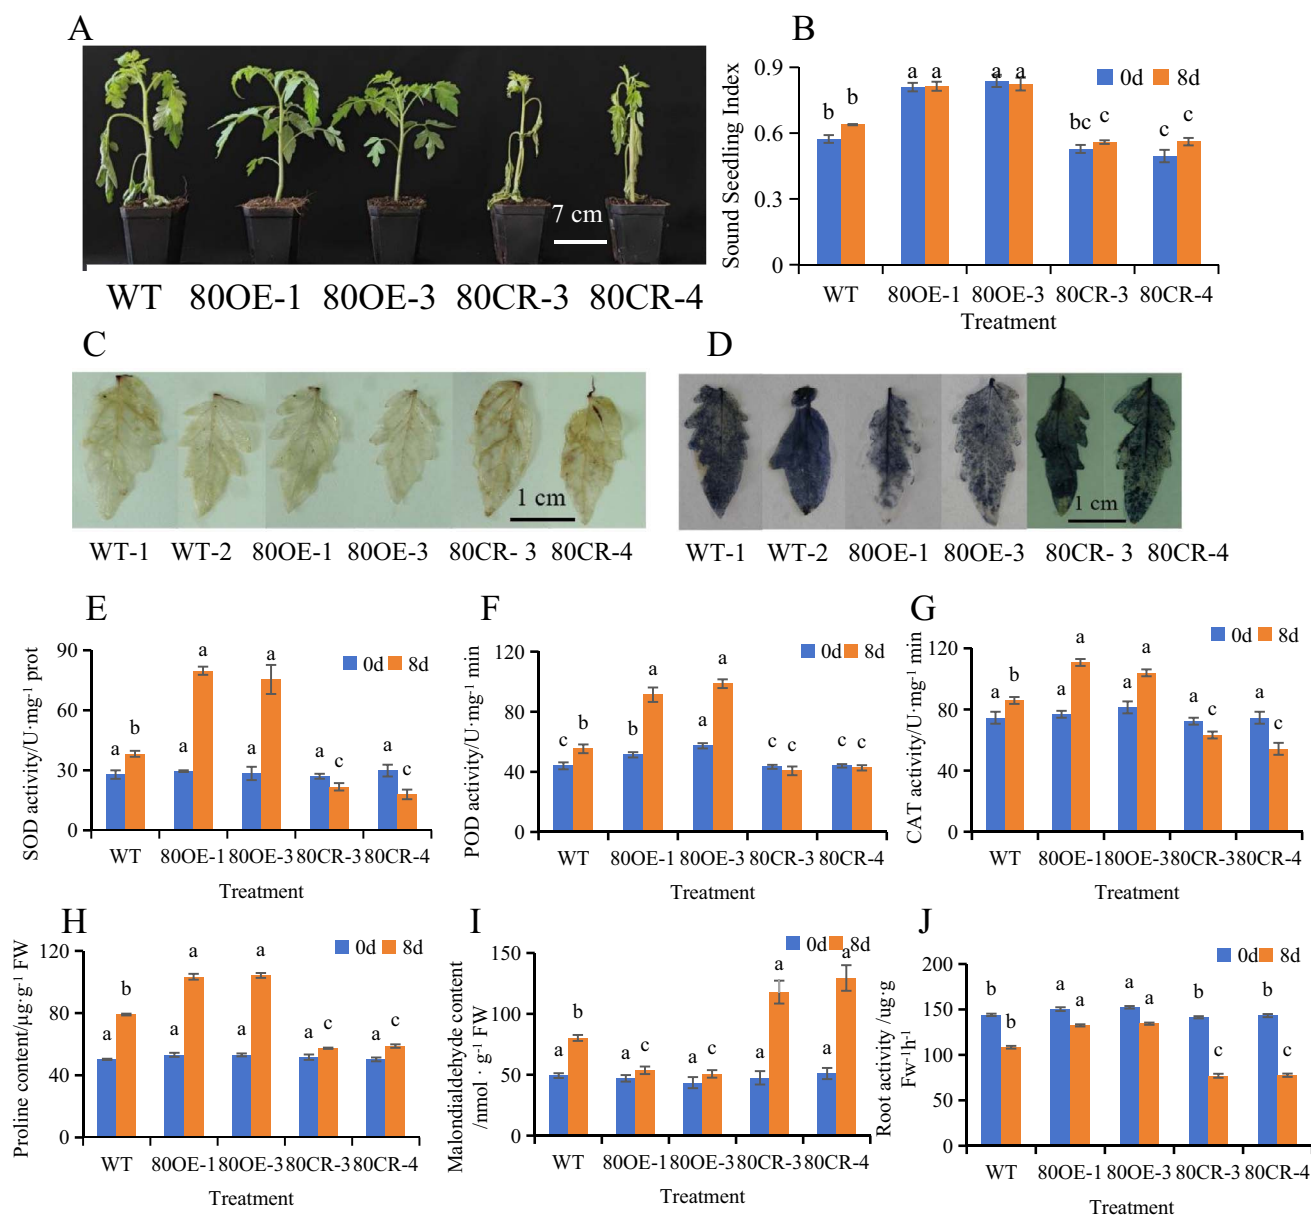 A
7 cm
WT 80OE-1 80OE-3 80CR-3 80CR-4
B
Sound Seedling Index
0.9
0.6
0.3
0
0d 8d
b b a a a a bc c c c
WT 80OE-1 80OE-3 80CR-3 80CR-4
Treatment
C
1 cm
WT-1 WT-2 80OE-1 80OE-3 80CR- 3 80CR-4
D
1 cm
WT-1 WT-2 80OE-1 80OE-3 80CR- 3 80CR-4
E
SOD activity/U·mg⁻¹ prot
90
60
30
0
0d 8d
a b a a a a a c a c
WT 80OE-1 80OE-3 80CR-3 80CR-4
Treatment
F
POD activity/U·mg⁻¹ min
120
80
40
0
0d 8d
c b b a a a c c c c
WT 80OE-1 80OE-3 80CR-3 80CR-4
Treatment
G
CAT activity/U·mg⁻¹ min
120
80
40
0
0d 8d
a b a a a a a c a c
WT 80OE-1 80OE-3 80CR-3 80CR-4
Treatment
H
Proline content/µg·g⁻¹ FW
120
80
40
0
0d 8d
a b a a a a a c a c
WT 80OE-1 80OE-3 80CR-3 80CR-4
Treatment
I
Malondialdehyde content
/nmol · g⁻¹ FW
150
100
50
0
0d 8d
a b a c a c a a a a
WT 80OE-1 80OE-3 80CR-3 80CR-4
Treatment
J
Root activity /ug·g
Fw⁻¹h⁻¹
200
150
100
50
0
0d 8d
b b a a a a b c b c
WT 80OE-1 80OE-3 80CR-3 80CR-4
Treatment